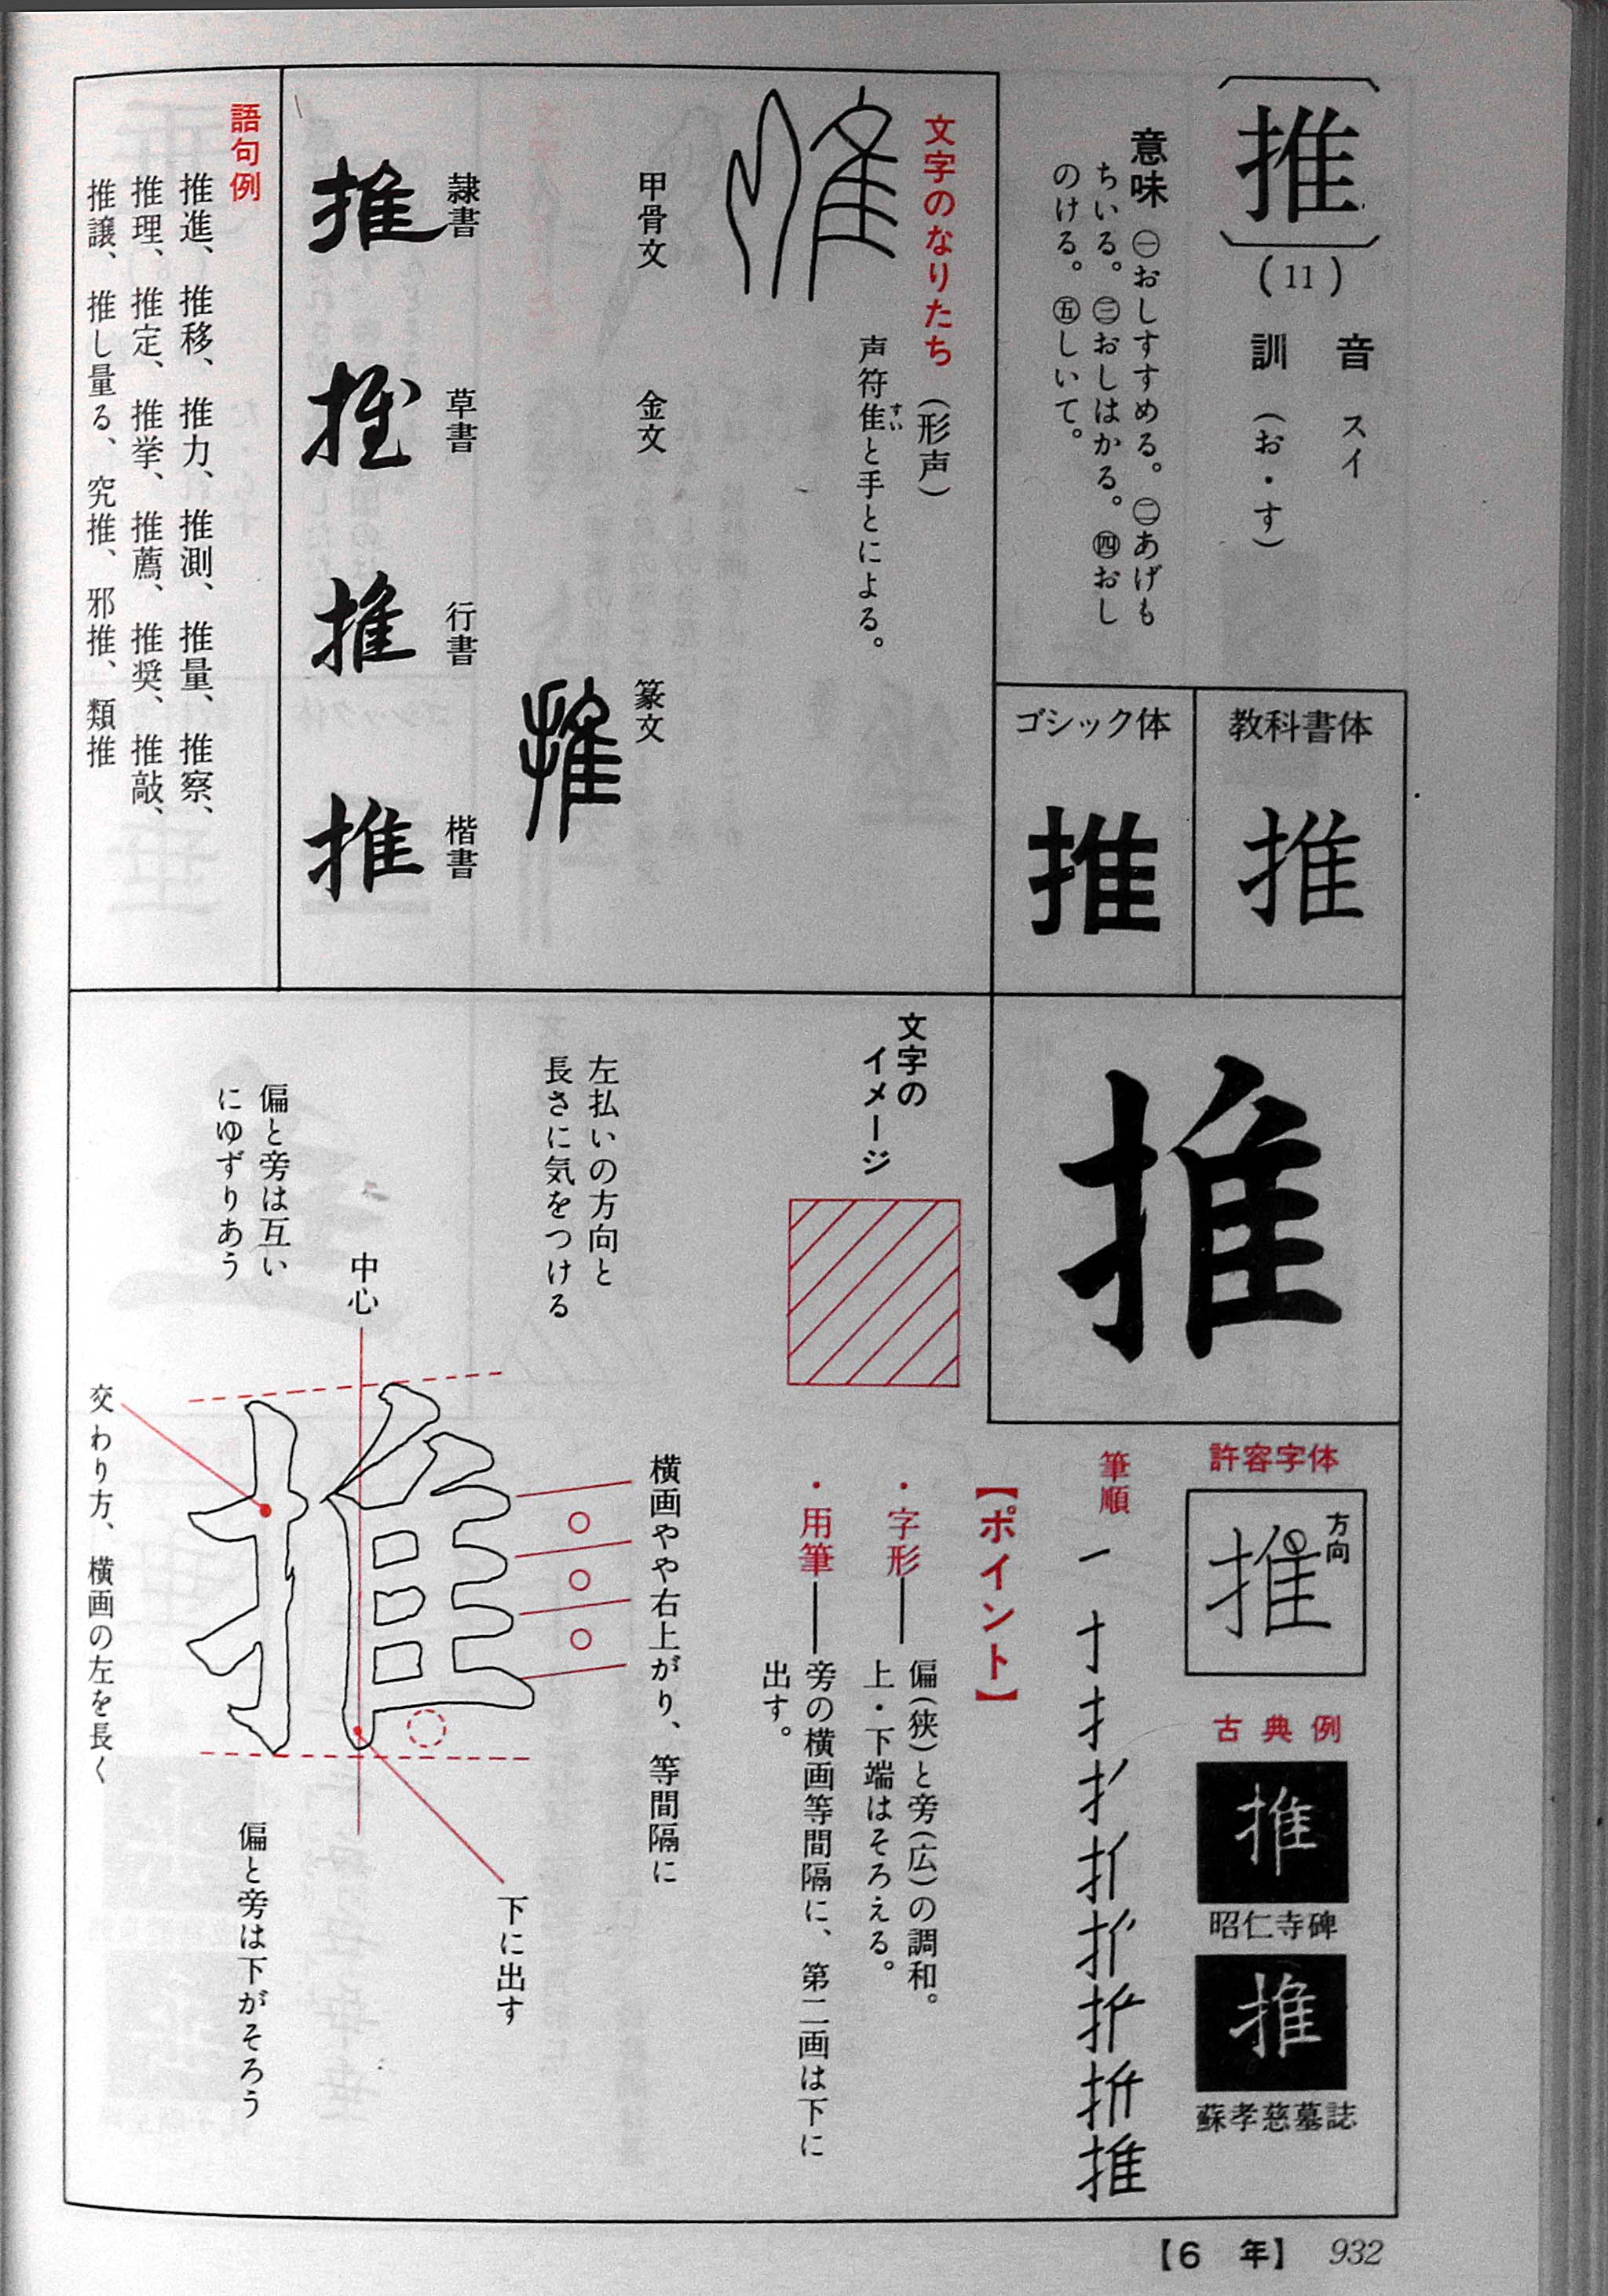 推
(11)
音 スイ
訓 (お・す)
意味 ㊀おしすすめる。㊁あげも
ちいる。㊂おしはかる。㊃おし
のける。㊄しいて。
教科書体
推
ゴシック体
推
文字のなりたち (形声)
声符隹と手とによる。
すい
甲骨文
金文
篆文
推
隷書
推
草書
推
行書
推
楷書
推
語句例
推進、推移、推力、推測、推量、推察、
推理、推定、推挙、推薦、推奨、推敲、
推譲、推し量る、究推、邪推、類推
推
許容字体
方向
推
古典例
推
昭仁寺碑
推
蘇孝慈墓誌
筆順
推
【ポイント】
・字形――偏(狭)と旁(広)の調和。
上・下端はそろえる。
・用筆――旁の横画等間隔に、第二画は下に
出す。
文字の
イメージ
横画やや右上がり、等間隔に
左払いの方向と
長さに気をつける
下に出す
中心
推
偏と旁は互い
にゆずりあう
偏と旁は下がそろう
交わり方、横画の左を長く
【6 年】 932